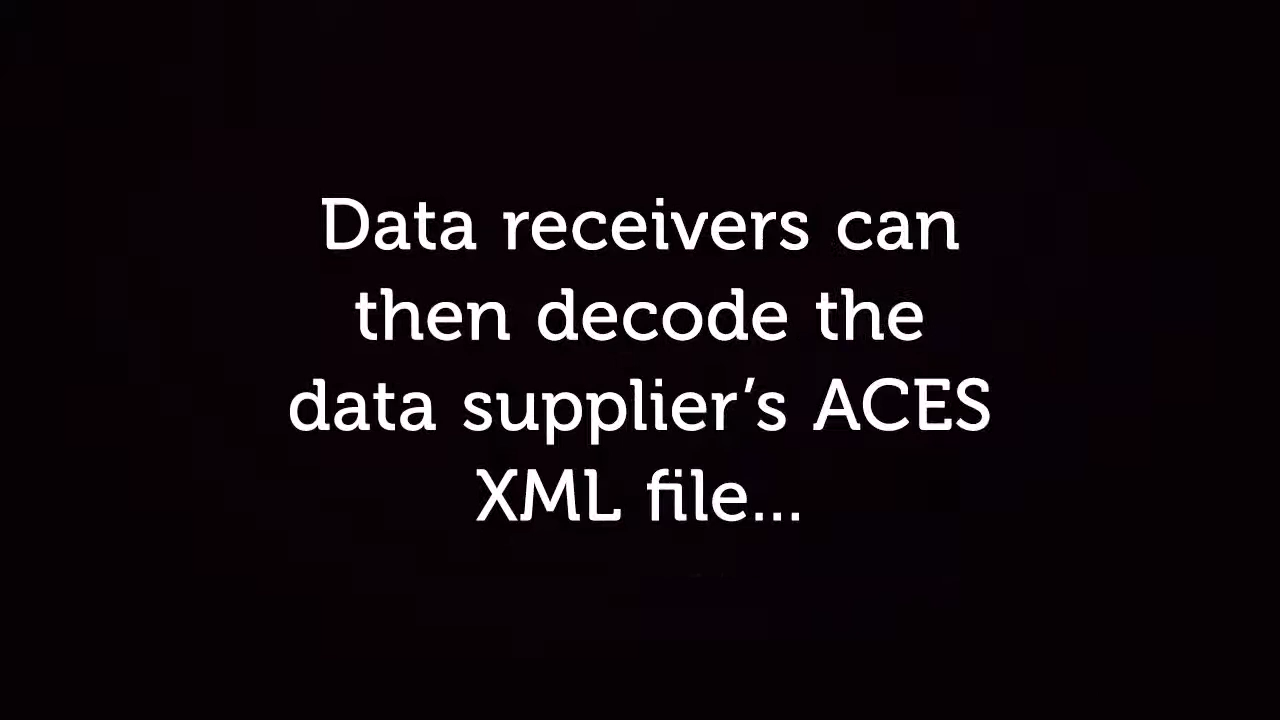 Data receivers can
then decode the
data supplier’s ACES
XML file...